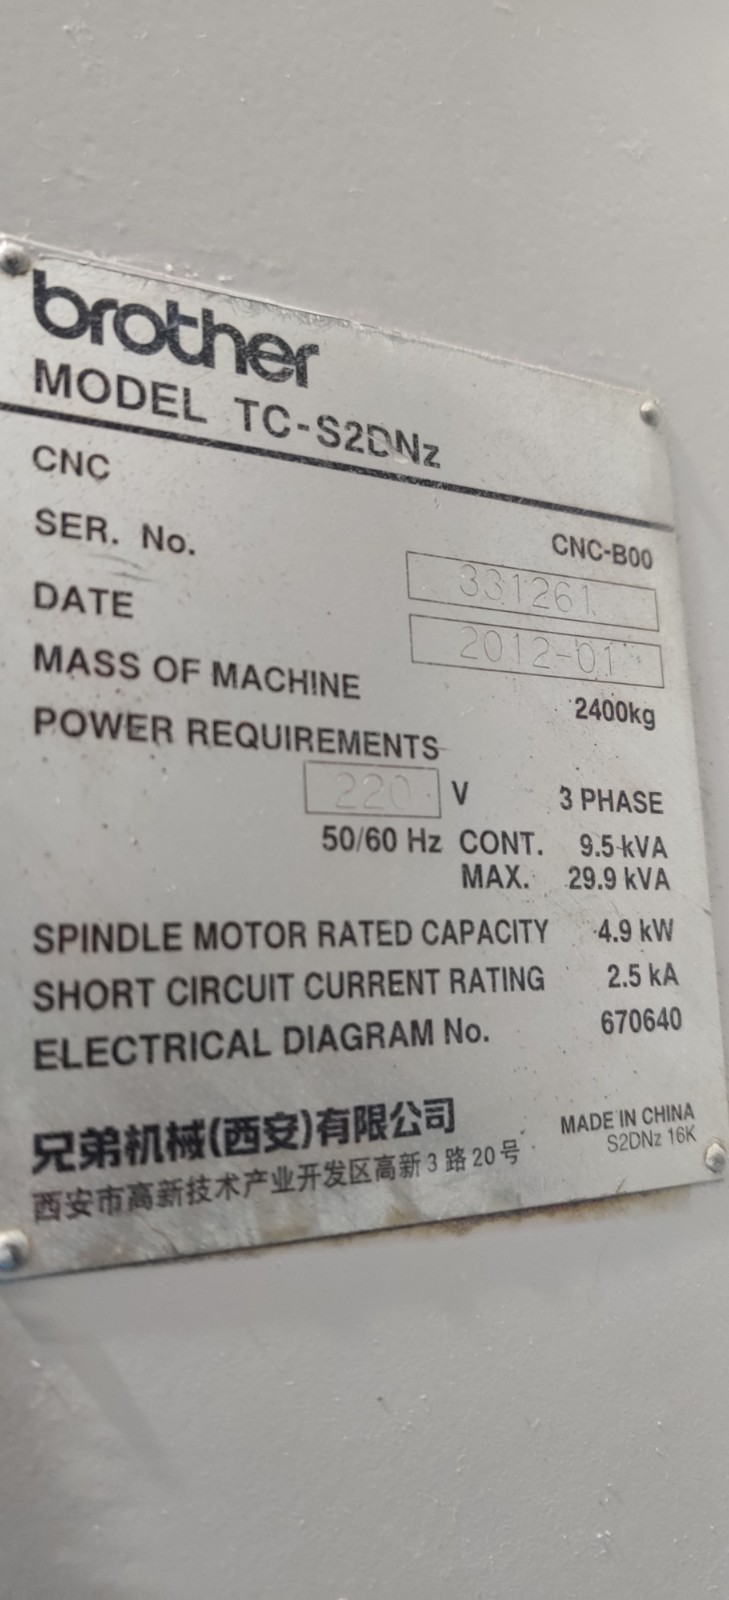 brother
MODEL TC-S2DNz
CNC CNC-B00
SER. No. 331261
DATE 2012-01
MASS OF MACHINE 2400kg
POWER REQUIREMENTS
220 V 3 PHASE
50/60 Hz CONT. 9.5 kVA
MAX. 29.9 kVA
SPINDLE MOTOR RATED CAPACITY 4.9 kW
SHORT CIRCUIT CURRENT RATING 2.5 kA
ELECTRICAL DIAGRAM No. 670640
兄弟机械(西安)有限公司
西安市高新技术产业开发区高新3路20号
MADE IN CHINA
S2DNz 16K